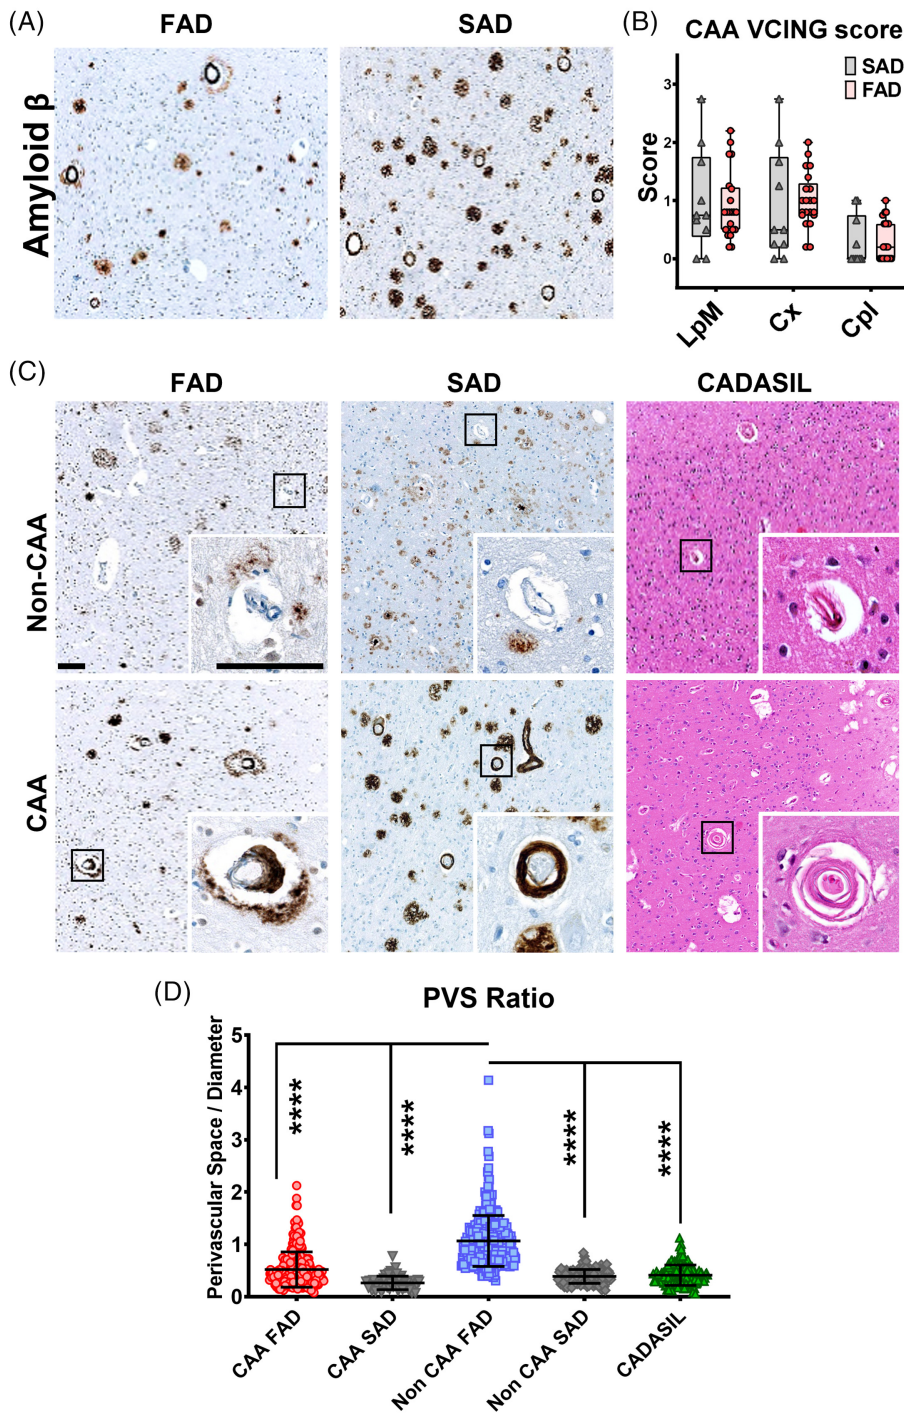 (A)
FAD
SAD
Amyloid β
(B)
CAA VCING score
SAD
FAD
Score
3
2
1
0
LpM
Cx
Cpl
(C)
FAD
SAD
CADASIL
Non-CAA
CAA
(D)
PVS Ratio
Perivascular Space / Diameter
5
4
3
2
1
0
****
****
****
****
CAA FAD
CAA SAD
Non CAA FAD
Non CAA SAD
CADASIL